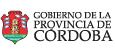 GOBIERNO DE LA
PROVINCIA DE
CÓRDOBA